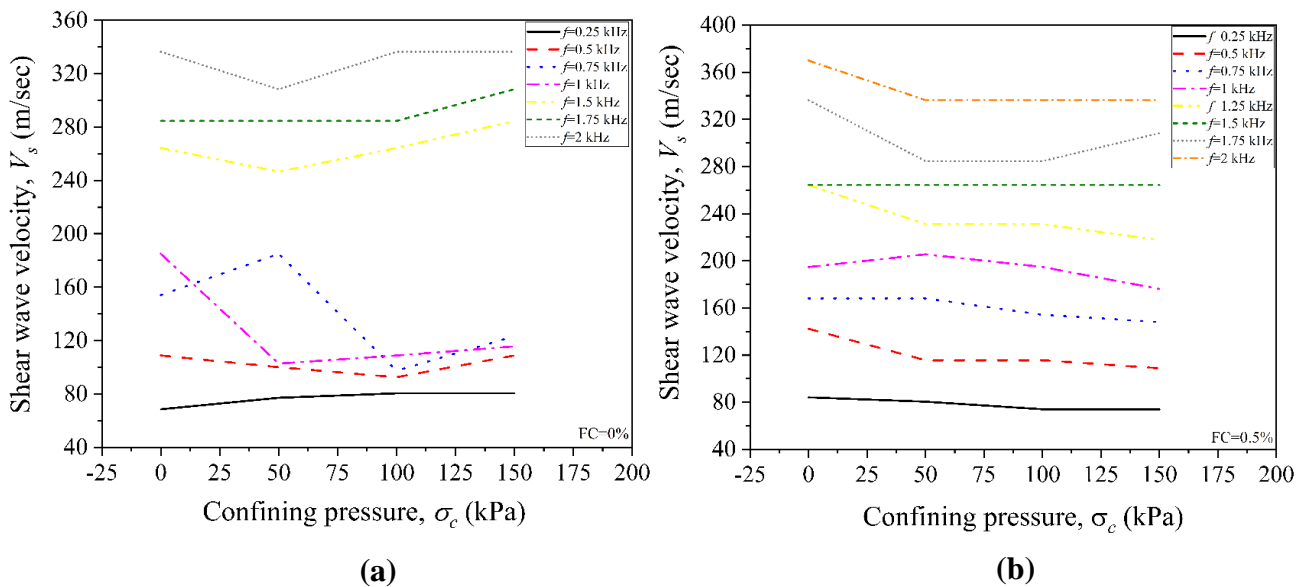 360
320
280
240
200
160
120
80
40
Shear wave velocity, Vs (m/sec)
f=0.25 kHz
f=0.5 kHz
f=0.75 kHz
f=1 kHz
f=1.5 kHz
f=1.75 kHz
f=2 kHz
FC=0%
-25 0 25 50 75 100 125 150 175 200
Confining pressure, σc (kPa)
(a)
400
360
320
280
240
200
160
120
80
40
Shear wave velocity, Vs (m/sec)
f 0.25 kHz
f=0.5 kHz
f=0.75 kHz
f=1 kHz
f 1.25 kHz
f=1.5 kHz
f=1.75 kHz
f=2 kHz
FC=0.5%
-25 0 25 50 75 100 125 150 175 200
Confining pressure, σc (kPa)
(b)